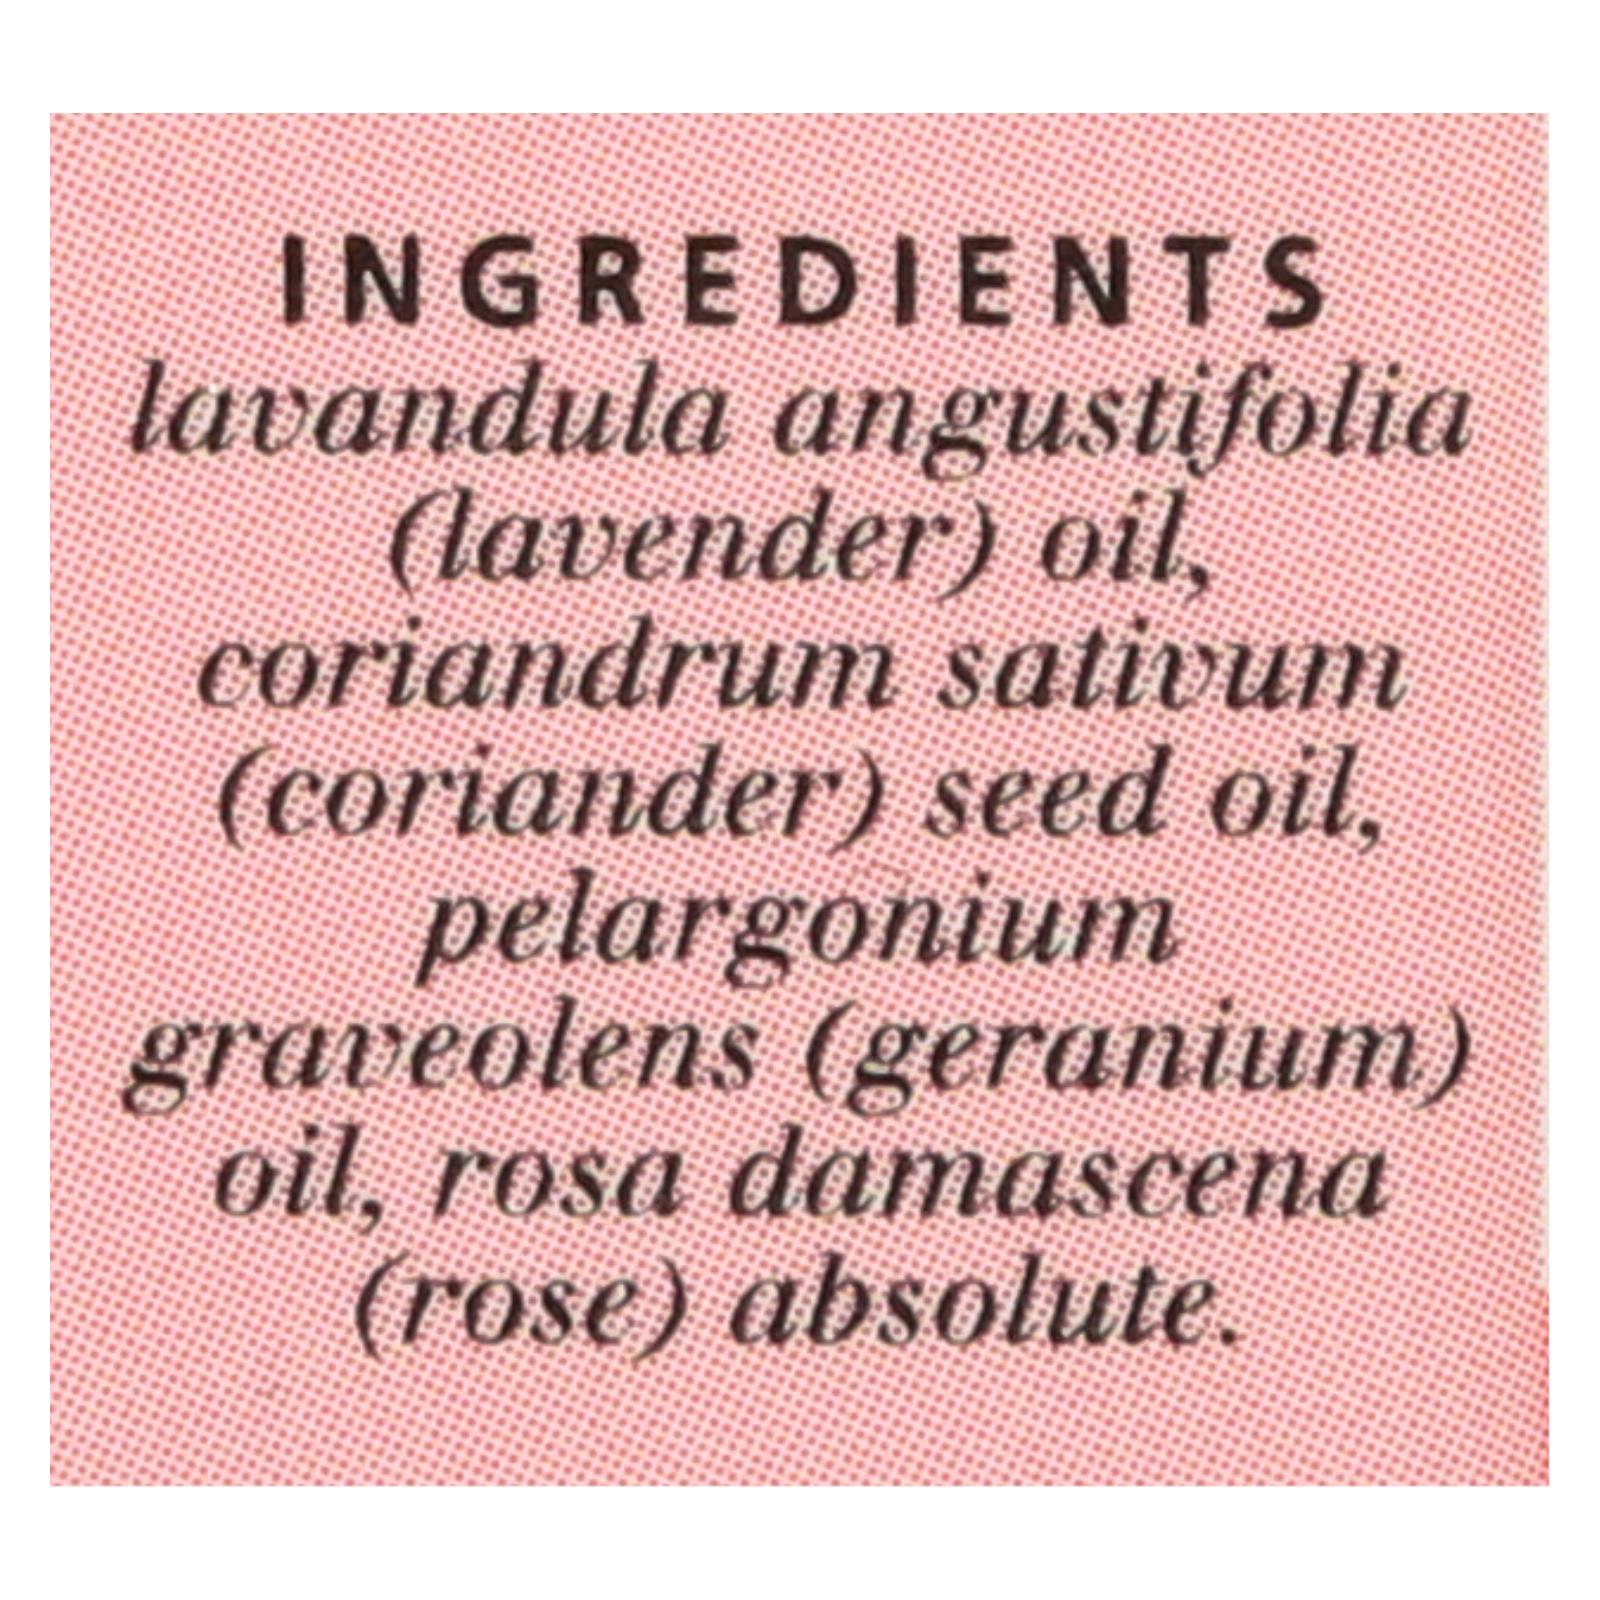 INGREDIENTS
lavandula angustifolia
(lavender) oil,
coriandrum sativum
(coriander) seed oil,
pelargonium
graveolens (geranium)
oil, rosa damascena
(rose) absolute.